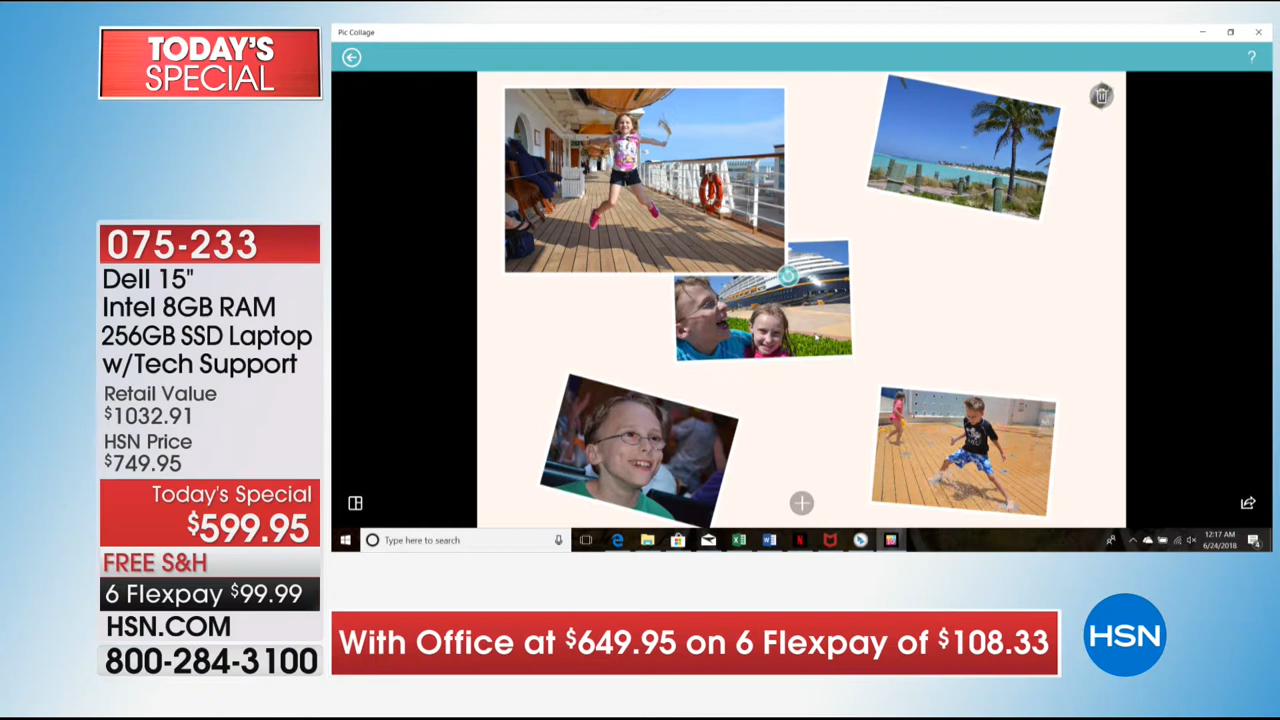 TODAY'S
SPECIAL
075-233
Dell 15"
Intel 8GB RAM
256GB SSD Laptop
w/Tech Support
Retail Value
$1032.91
HSN Price
$749.95
Today's Special
$599.95
FREE S&H
6 Flexpay $99.99
HSN.COM
800-284-3100
Pic Collage
?
Type here to search
12:17 AM
6/24/2018
With Office at $649.95 on 6 Flexpay of $108.33
HSN